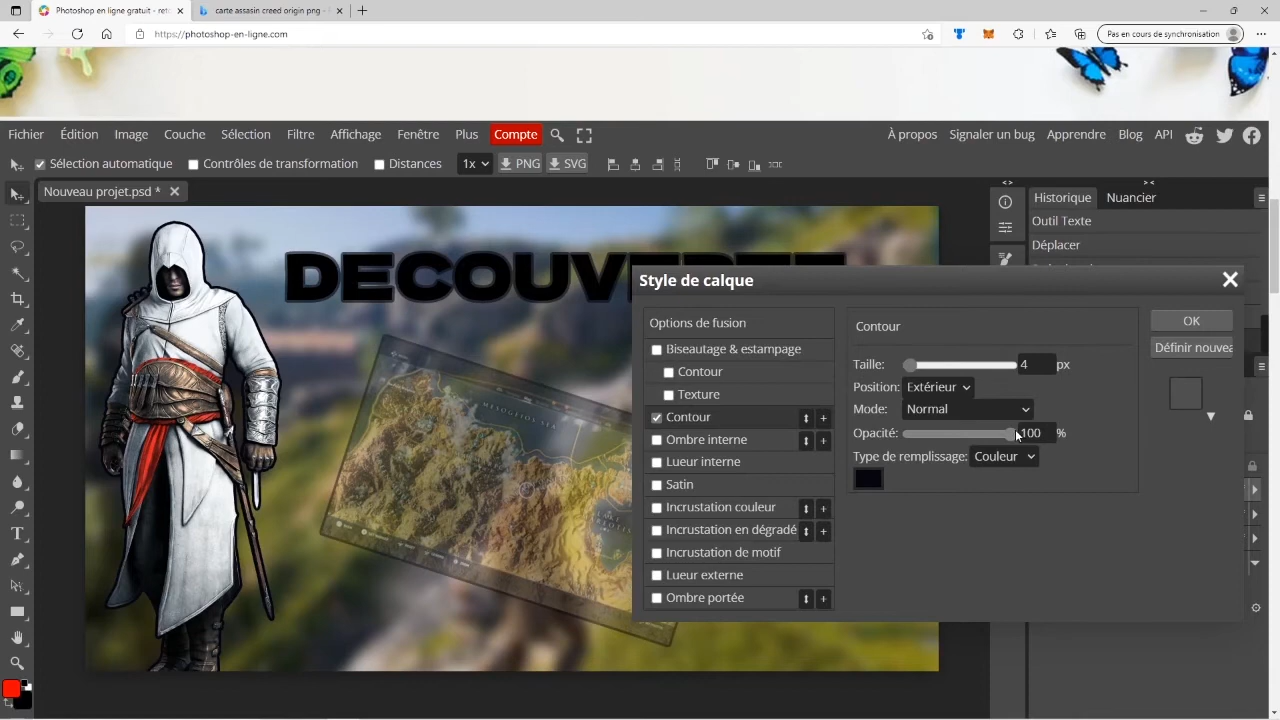 Photoshop en ligne gratuit - reto
carte assasin creed origin png -
https://photoshop-en-ligne.com
Pas en cours de synchronisation
Fichier Édition Image Couche Sélection Filtre Affichage Fenêtre Plus Compte À propos Signaler un bug Apprendre Blog API
Sélection automatique Contrôles de transformation Distances 1x PNG SVG
Nouveau projet.psd *
Historique Nuancier
Outil Texte
Déplacer
DECOUVERTE
MESOGEIOS SEA
Style de calque
Options de fusion
Biseautage & estampage
Contour
Texture
Contour
Ombre interne
Lueur interne
Satin
Incrustation couleur
Incrustation en dégradé
Incrustation de motif
Lueur externe
Ombre portée
Contour
Taille: 4 px
Position: Extérieur
Mode: Normal
Opacité: 100 %
Type de remplissage: Couleur
OK
Définir nouvea